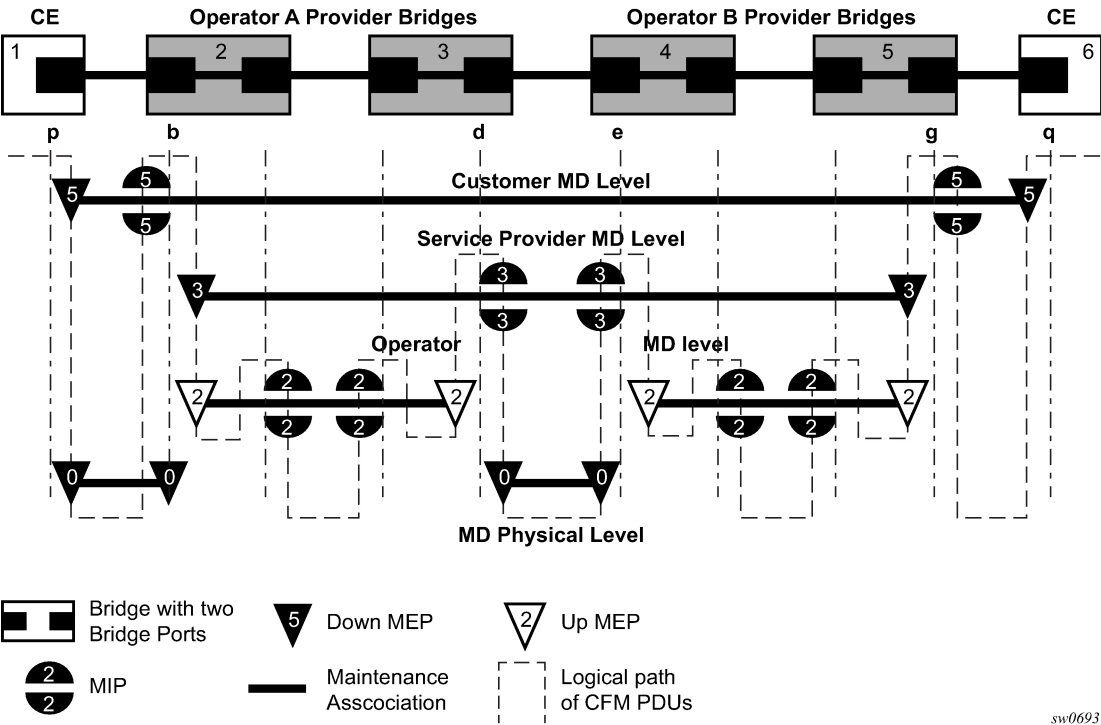 CE Operator A Provider Bridges Operator B Provider Bridges CE
1 2 3 4 5 6
p b d e g q
5 5 5 5
Customer MD Level
5 5
Service Provider MD Level
3 3 3 3
3 3
Operator MD level
2 2 2 2 2 2 2 2
2 2 2 2
0 0 0 0
MD Physical Level
Bridge with two
Bridge Ports
5 Down MEP
2 Up MEP
2
2
MIP
Maintenance
Asscociation
Logical path
of CFM PDUs
sw0693